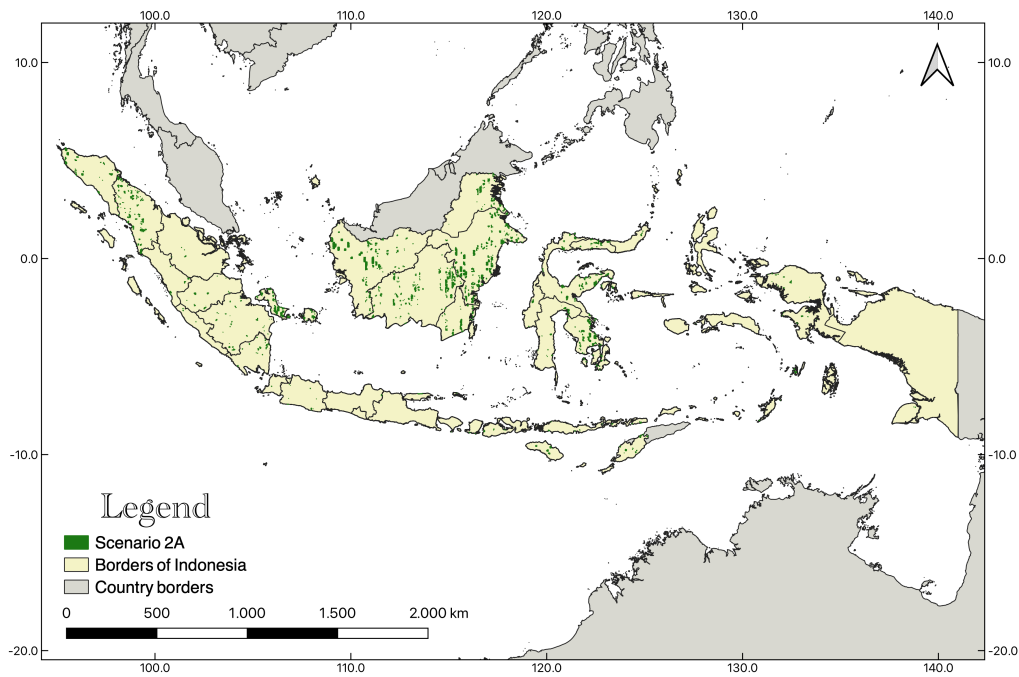 100.0 110.0 120.0 130.0 140.0
10.0 10.0
0.0 0.0
-10.0 -10.0
Legend
Scenario 2A
Borders of Indonesia
Country borders
0 500 1.000 1.500 2.000 km
-20.0 -20.0
100.0 110.0 120.0 130.0 140.0